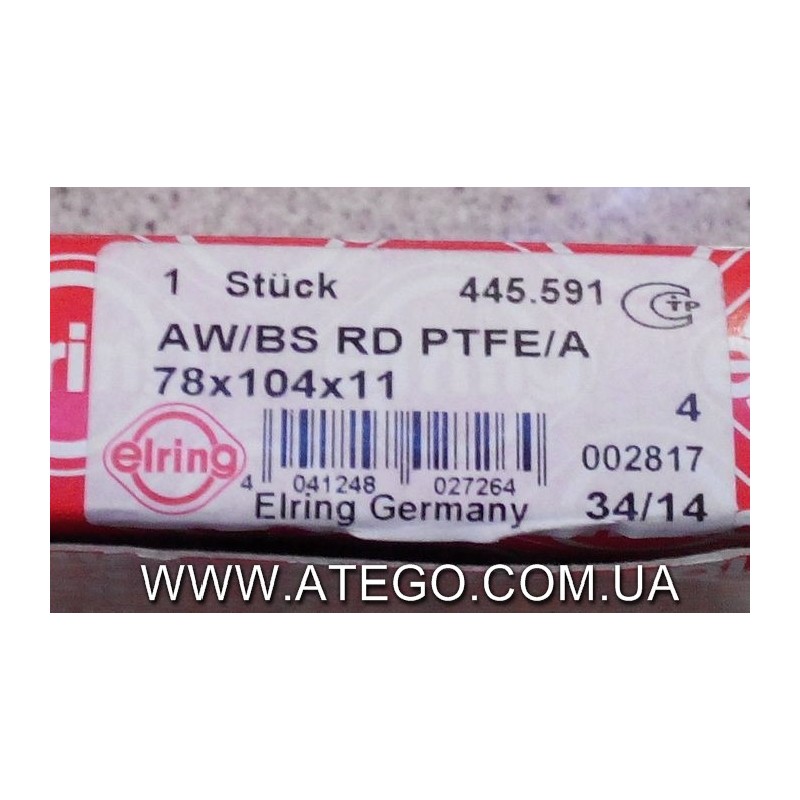 1 Stück 445.591
AW/BS RD PTFE/A
78x104x11
4
elring
002817
4 041248 027264
Elring Germany 34/14
WWW.ATEGO.COM.UA